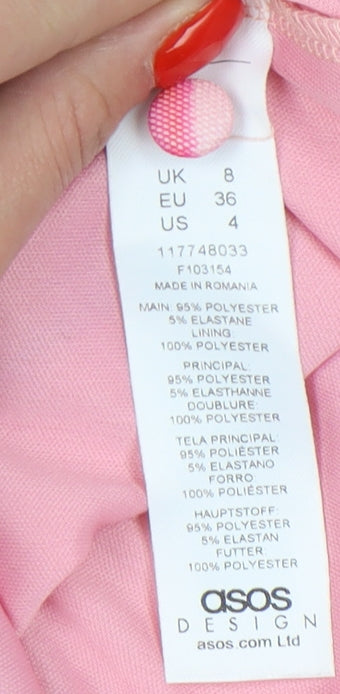 UK 8
EU 36
US 4
117748033
F103154
MADE IN ROMANIA
MAIN: 95% POLYESTER
5% ELASTANE
LINING:
100% POLYESTER
PRINCIPAL:
95% POLYESTER
5% ELASTHANNE
DOUBLURE:
100% POLYESTER
TELA PRINCIPAL:
95% POLIÉSTER
5% ELASTANO
FORRO:
100% POLIÉSTER
HAUPTSTOFF:
95% POLYESTER
5% ELASTAN
FUTTER:
100% POLYESTER
asos
DESIGN
asos.com Ltd